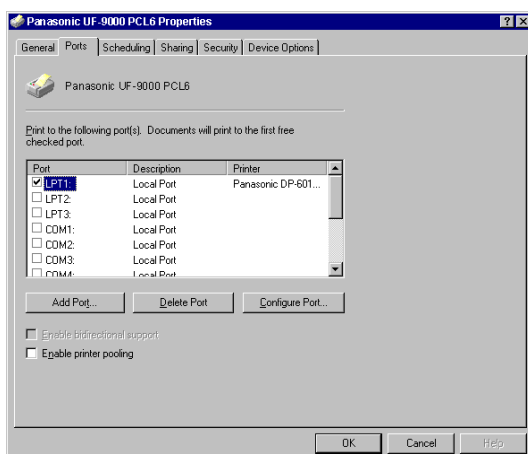 Panasonic UF-9000 PCL6 Properties
General Ports Scheduling Sharing Security Device Options
Panasonic UF-9000 PCL6
Print to the following port(s). Documents will print to the first free
checked port.
Port Description Printer
LPT1: Local Port Panasonic DP-601...
LPT2: Local Port
LPT3: Local Port
COM1: Local Port
COM2: Local Port
COM3: Local Port
COM4: Local Port
Add Port... Delete Port Configure Port...
Enable bidirectional support
Enable printer pooling
OK Cancel Help